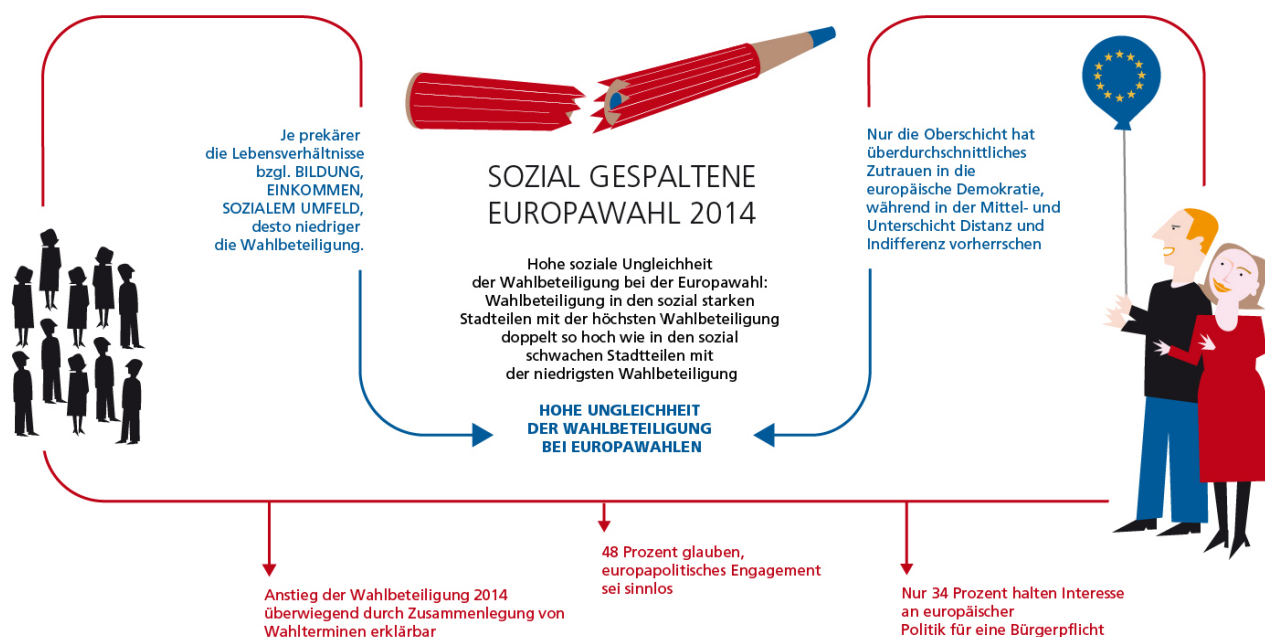 Je prekärer
die Lebensverhältnisse
bzgl. BILDUNG,
EINKOMMEN,
SOZIALEM UMFELD,
desto niedriger
die Wahlbeteiligung.
SOZIAL GESPALTENE
EUROPAWAHL 2014
Hohe soziale Ungleichheit
der Wahlbeteiligung bei der Europawahl:
Wahlbeteiligung in den sozial starken
Stadteilen mit der höchsten Wahlbeteiligung
doppelt so hoch wie in den sozial
schwachen Stadtteilen mit
der niedrigsten Wahlbeteiligung
HOHE UNGLEICHHEIT
DER WAHLBETEILIGUNG
BEI EUROPAWAHLEN
Nur die Oberschicht hat
überdurchschnittliches
Zutrauen in die
europäische Demokratie,
während in der Mittel- und
Unterschicht Distanz und
Indifferenz vorherrschen
Anstieg der Wahlbeteiligung 2014
überwiegend durch Zusammenlegung von
Wahlterminen erklärbar
48 Prozent glauben,
europapolitisches Engagement
sei sinnlos
Nur 34 Prozent halten Interesse
an europäischer
Politik für eine Bürgerpflicht